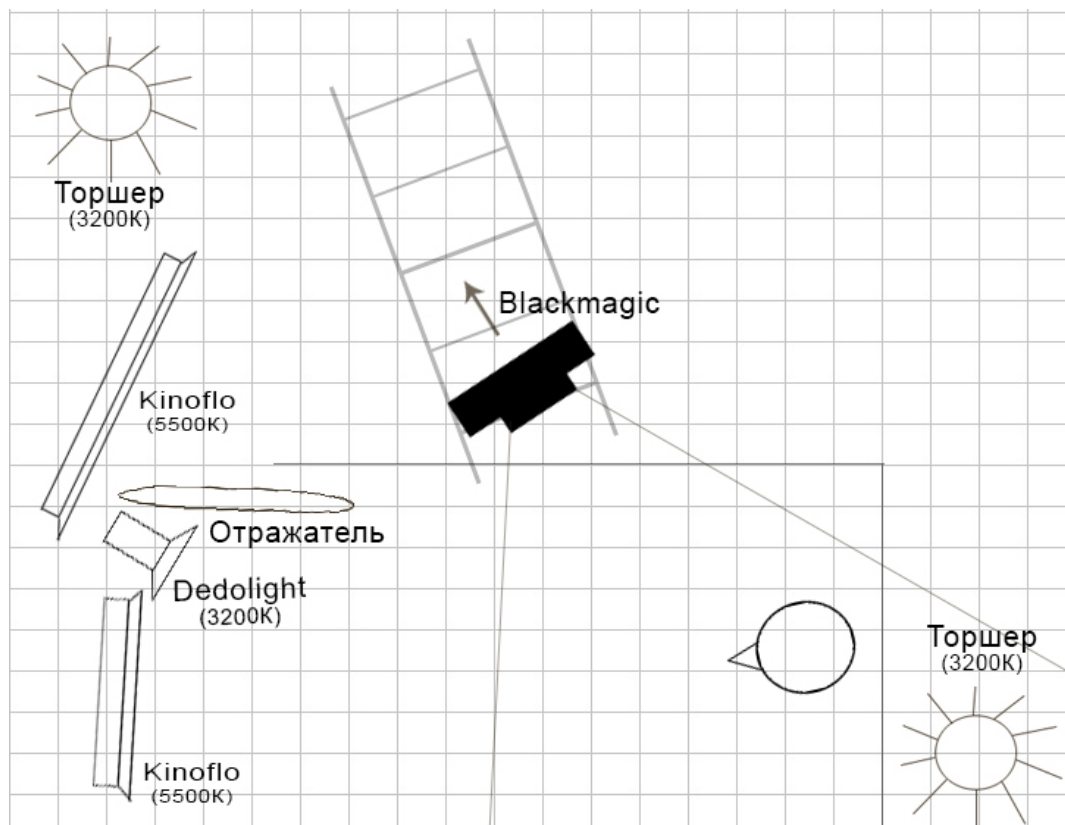 Торшер
(3200K)
Blackmagic
Kinoflo
(5500K)
Отражатель
Dedolight
(3200K)
Торшер
(3200K)
Kinoflo
(5500K)